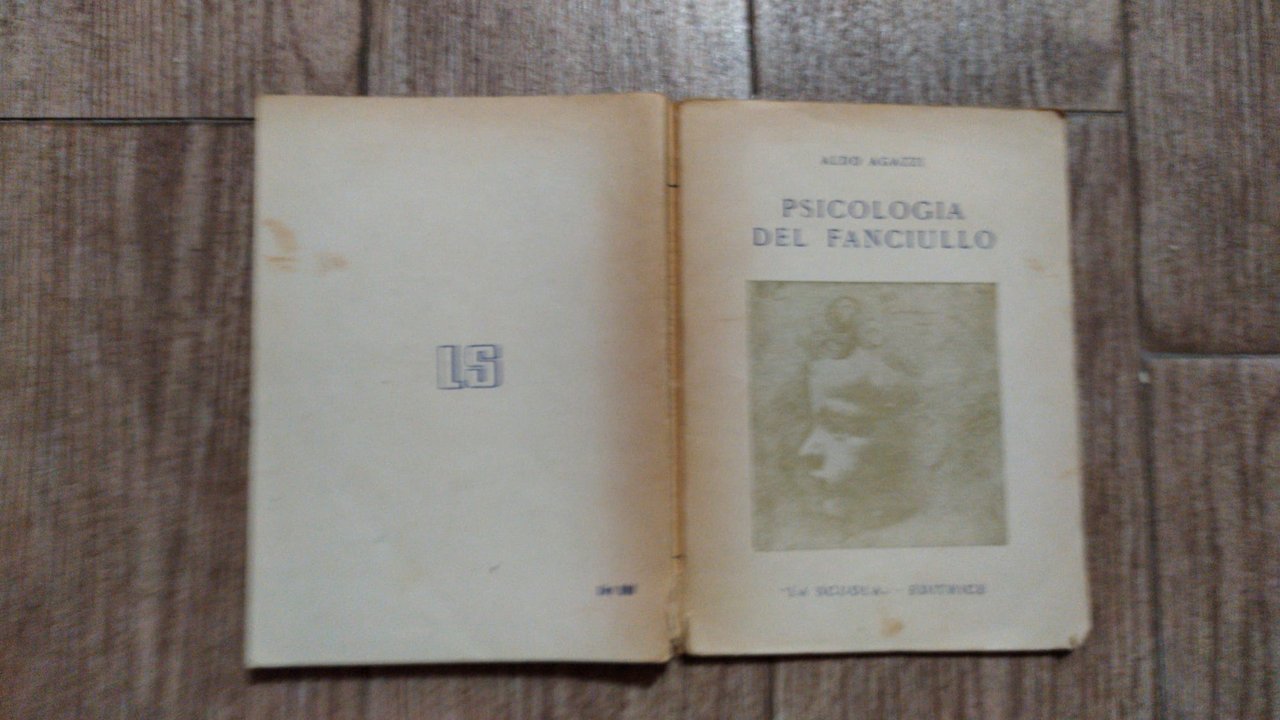 LS
ALDO AGAZZI
PSICOLOGIA
DEL FANCIULLO
"LA SCUOLA" - EDITRICE